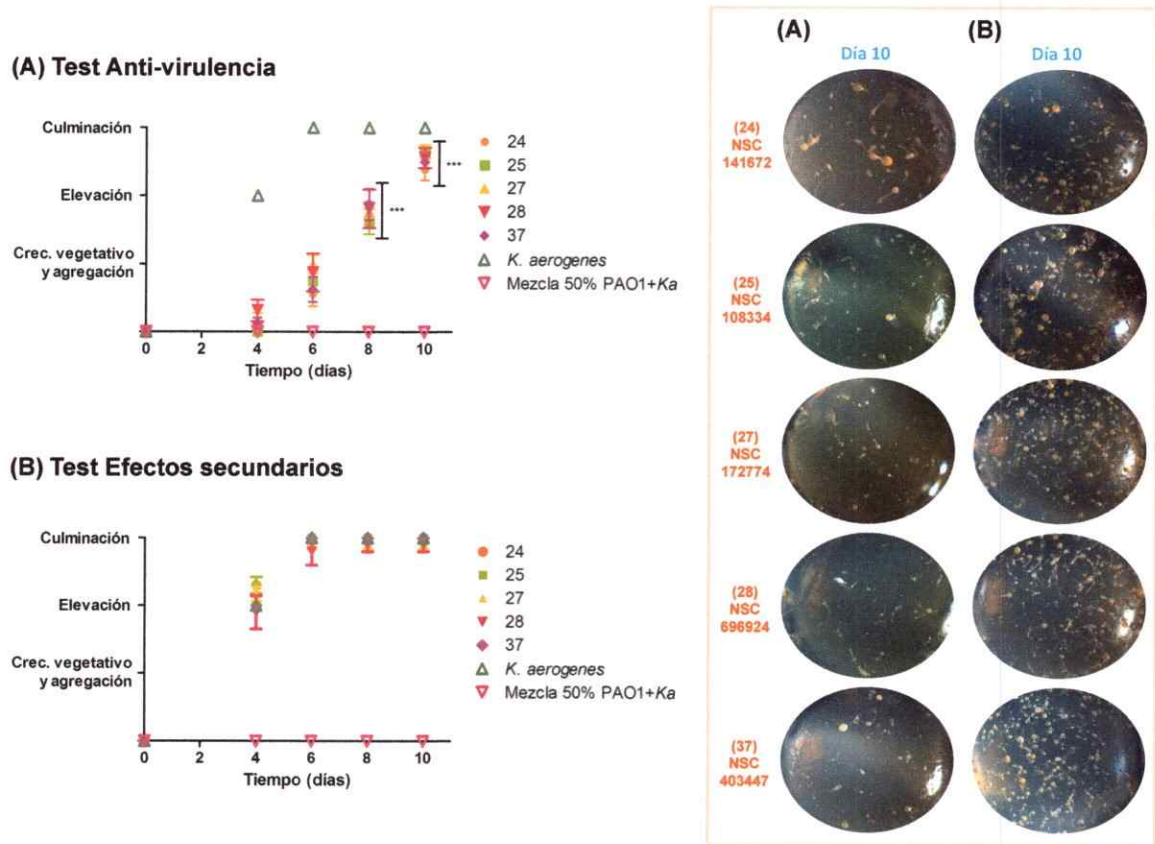 (A) Test Anti-virulencia
Culminación
Elevación
Crec. vegetativo
y agregación
0
2
4
6
8
10
Tiempo (días)
***
***
24
25
27
28
37
K. aerogenes
Mezcla 50% PAO1+Ka
(B) Test Efectos secundarios
Culminación
Elevación
Crec. vegetativo
y agregación
0
2
4
6
8
10
Tiempo (días)
24
25
27
28
37
K. aerogenes
Mezcla 50% PAO1+Ka
(A)
(B)
Día 10
Día 10
(24)
NSC
141672
(25)
NSC
108334
(27)
NSC
172774
(28)
NSC
696924
(37)
NSC
403447